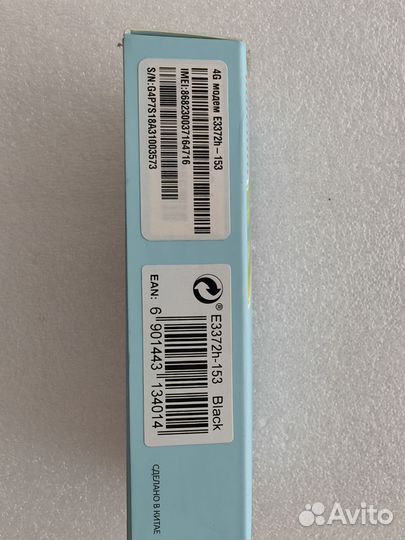 4G модем E3372h-153
IMEI:868230037164716
S/N:G4P7S18A31003573
®
E3372h-153 Black
EAN: 6 901443 134014
СДЕЛАНО В КИТАЕ
Avito